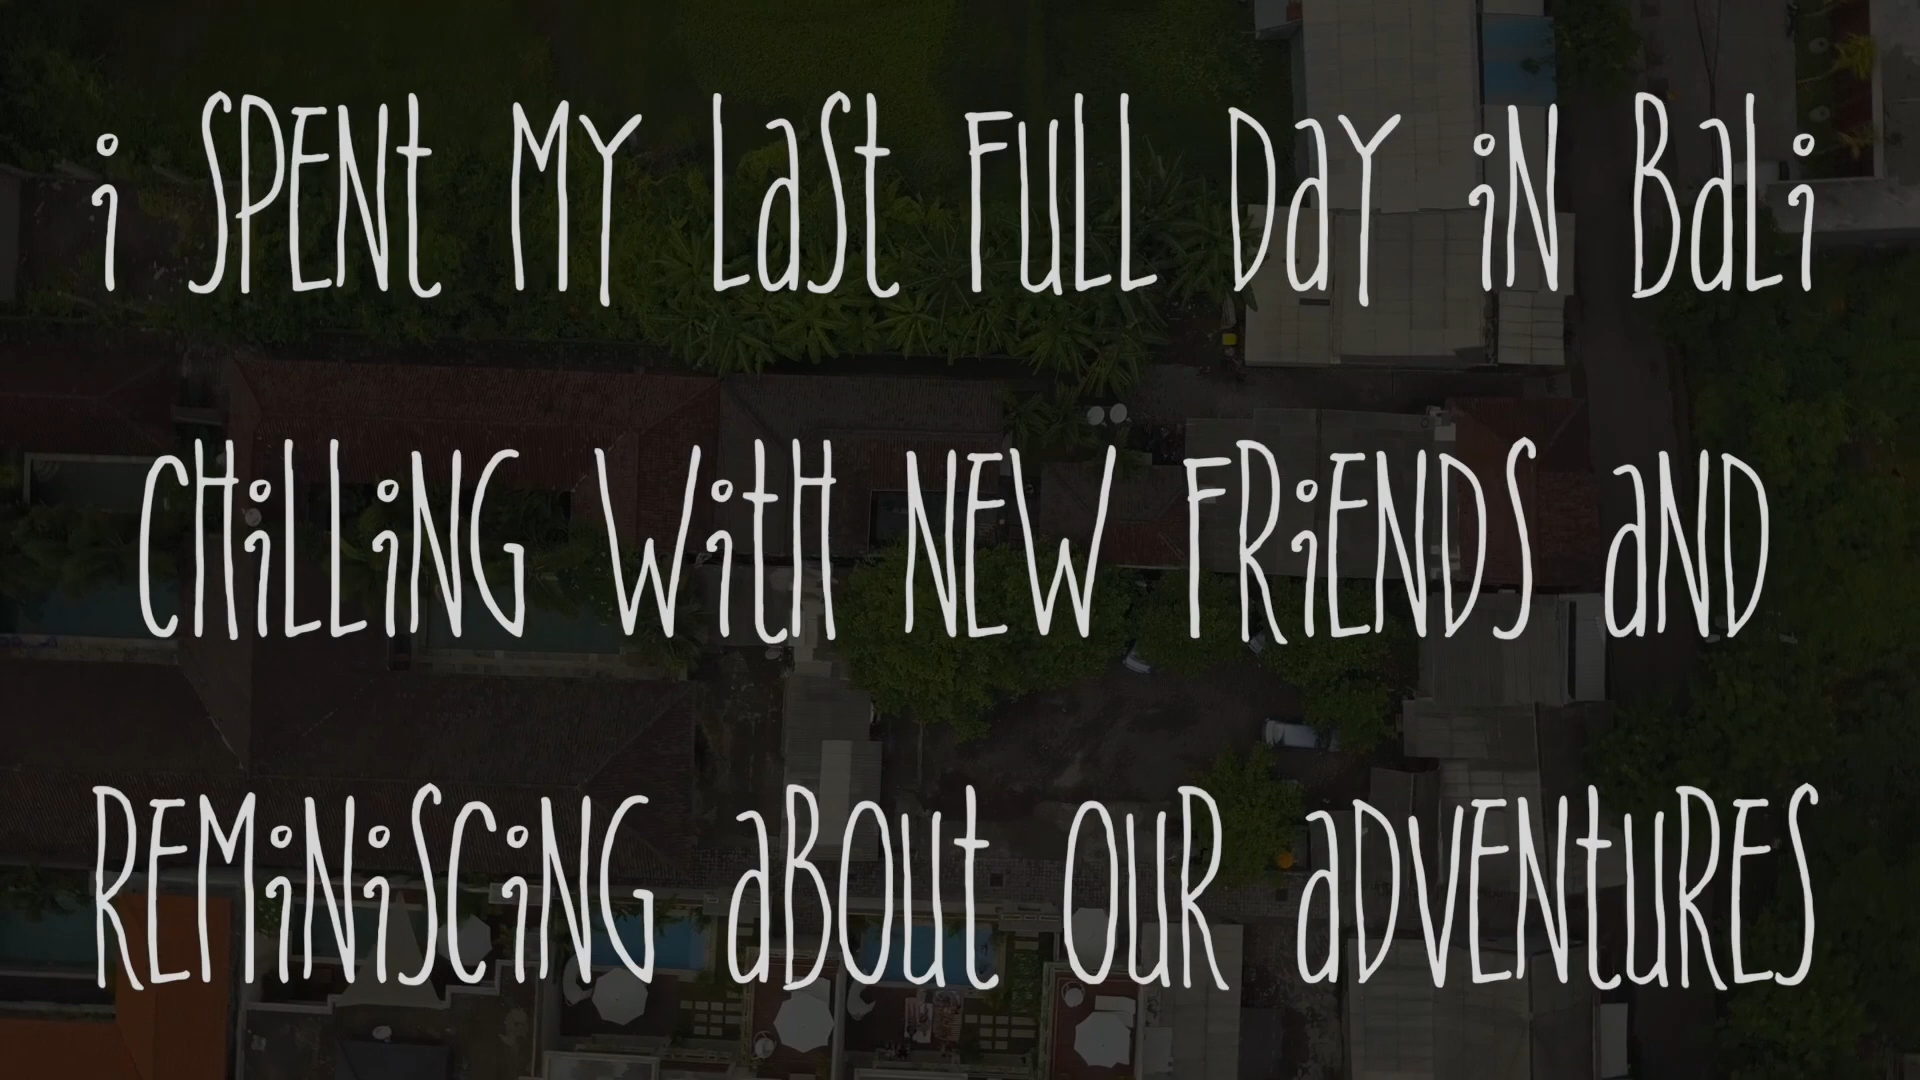 i SPENt MY LaSt FULL DaY iN BaLi
CHiLLiNG WitH NEW FRiENDS aND
REMiNiSCiNG aBOUt OUR aDVENtURES